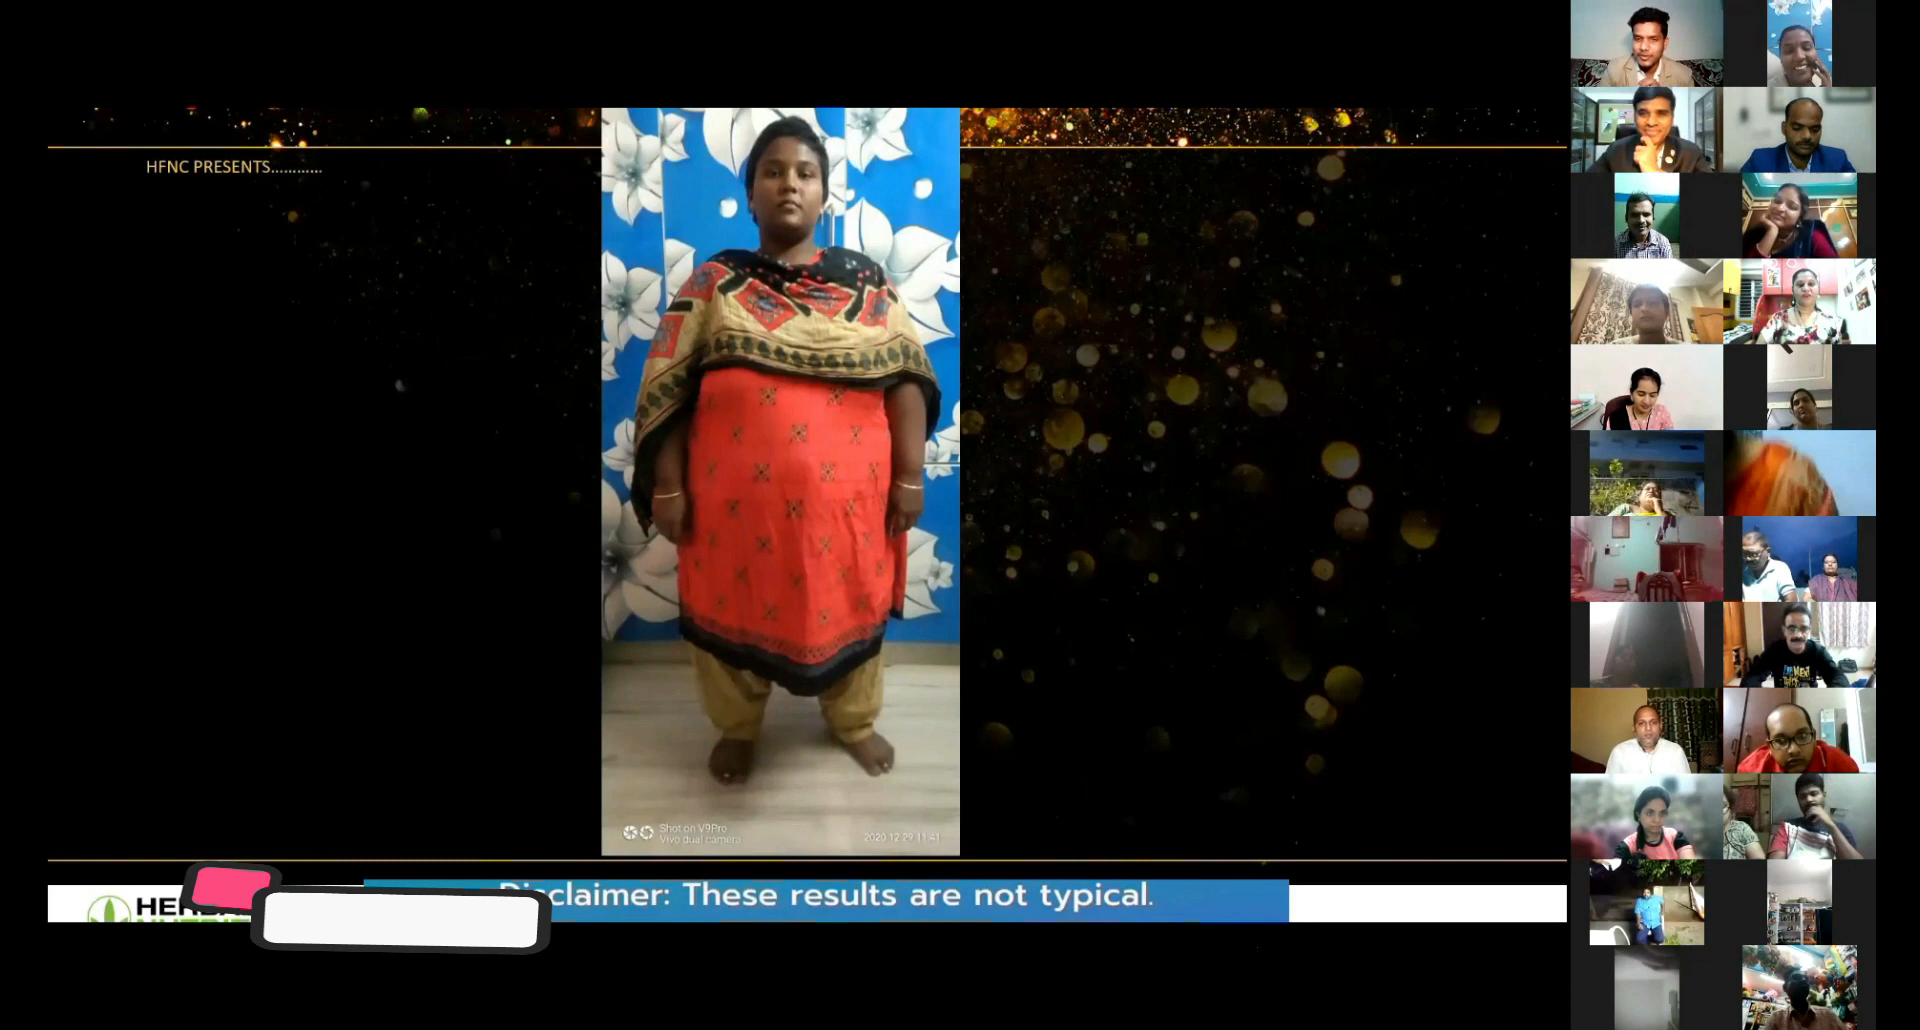 HFNC PRESENTS............
Shot on V9Pro
Vivo dual camera
2020 12 29 11:41
claimer: These results are not typical.